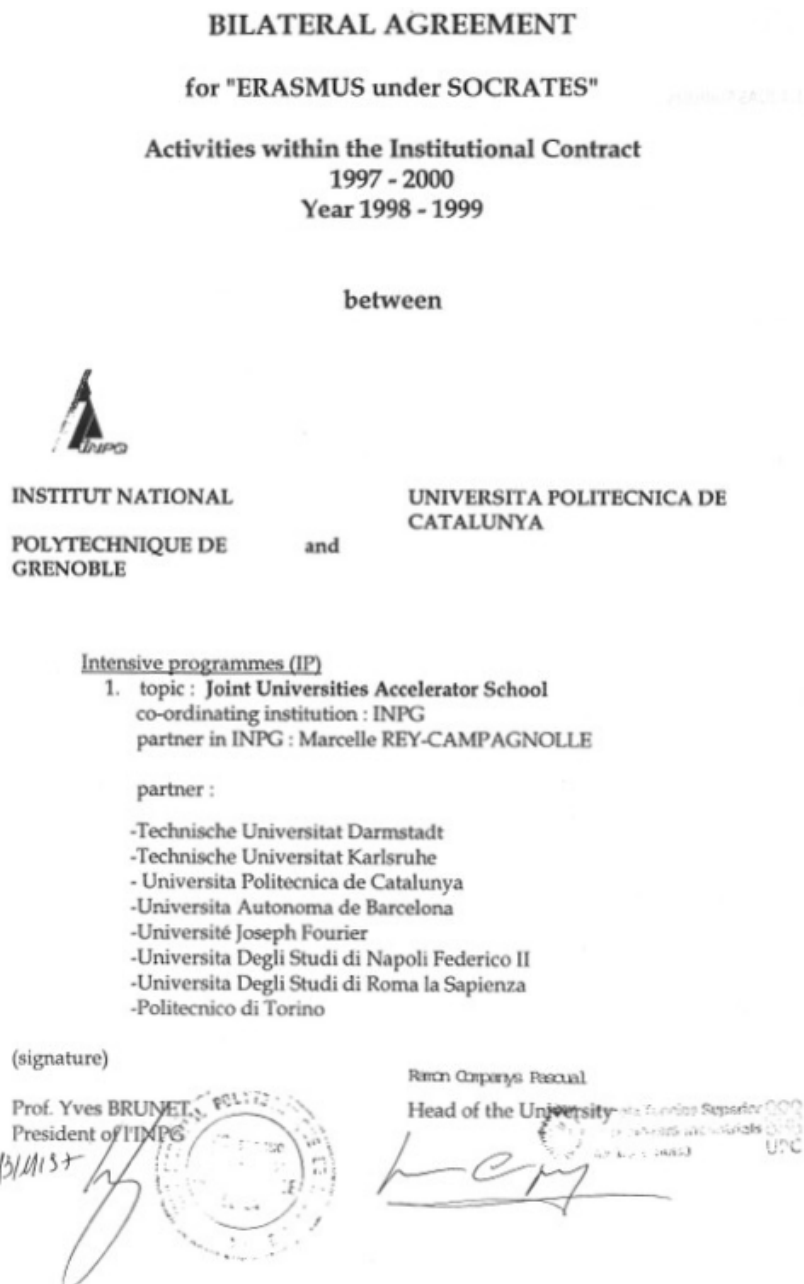 BILATERAL AGREEMENT
for "ERASMUS under SOCRATES"
Activities within the Institutional Contract
1997 - 2000
Year 1998 - 1999
between
INPG
INSTITUT NATIONAL
POLYTECHNIQUE DE
GRENOBLE
and
UNIVERSITA POLITECNICA DE
CATALUNYA
Intensive programmes (IP)
1. topic : Joint Universities Accelerator School
co-ordinating institution : INPG
partner in INPG : Marcelle REY-CAMPAGNOLLE
partner :
-Technische Universitat Darmstadt
-Technische Universitat Karlsruhe
- Universita Politecnica de Catalunya
-Universita Autonoma de Barcelona
-Université Joseph Fourier
-Universita Degli Studi di Napoli Federico II
-Universita Degli Studi di Roma la Sapienza
-Politecnico di Torino
(signature)
Prof. Yves BRUNET
President of l'INPG
Ramon Companys Pascual
Head of the University
Superior
UPC